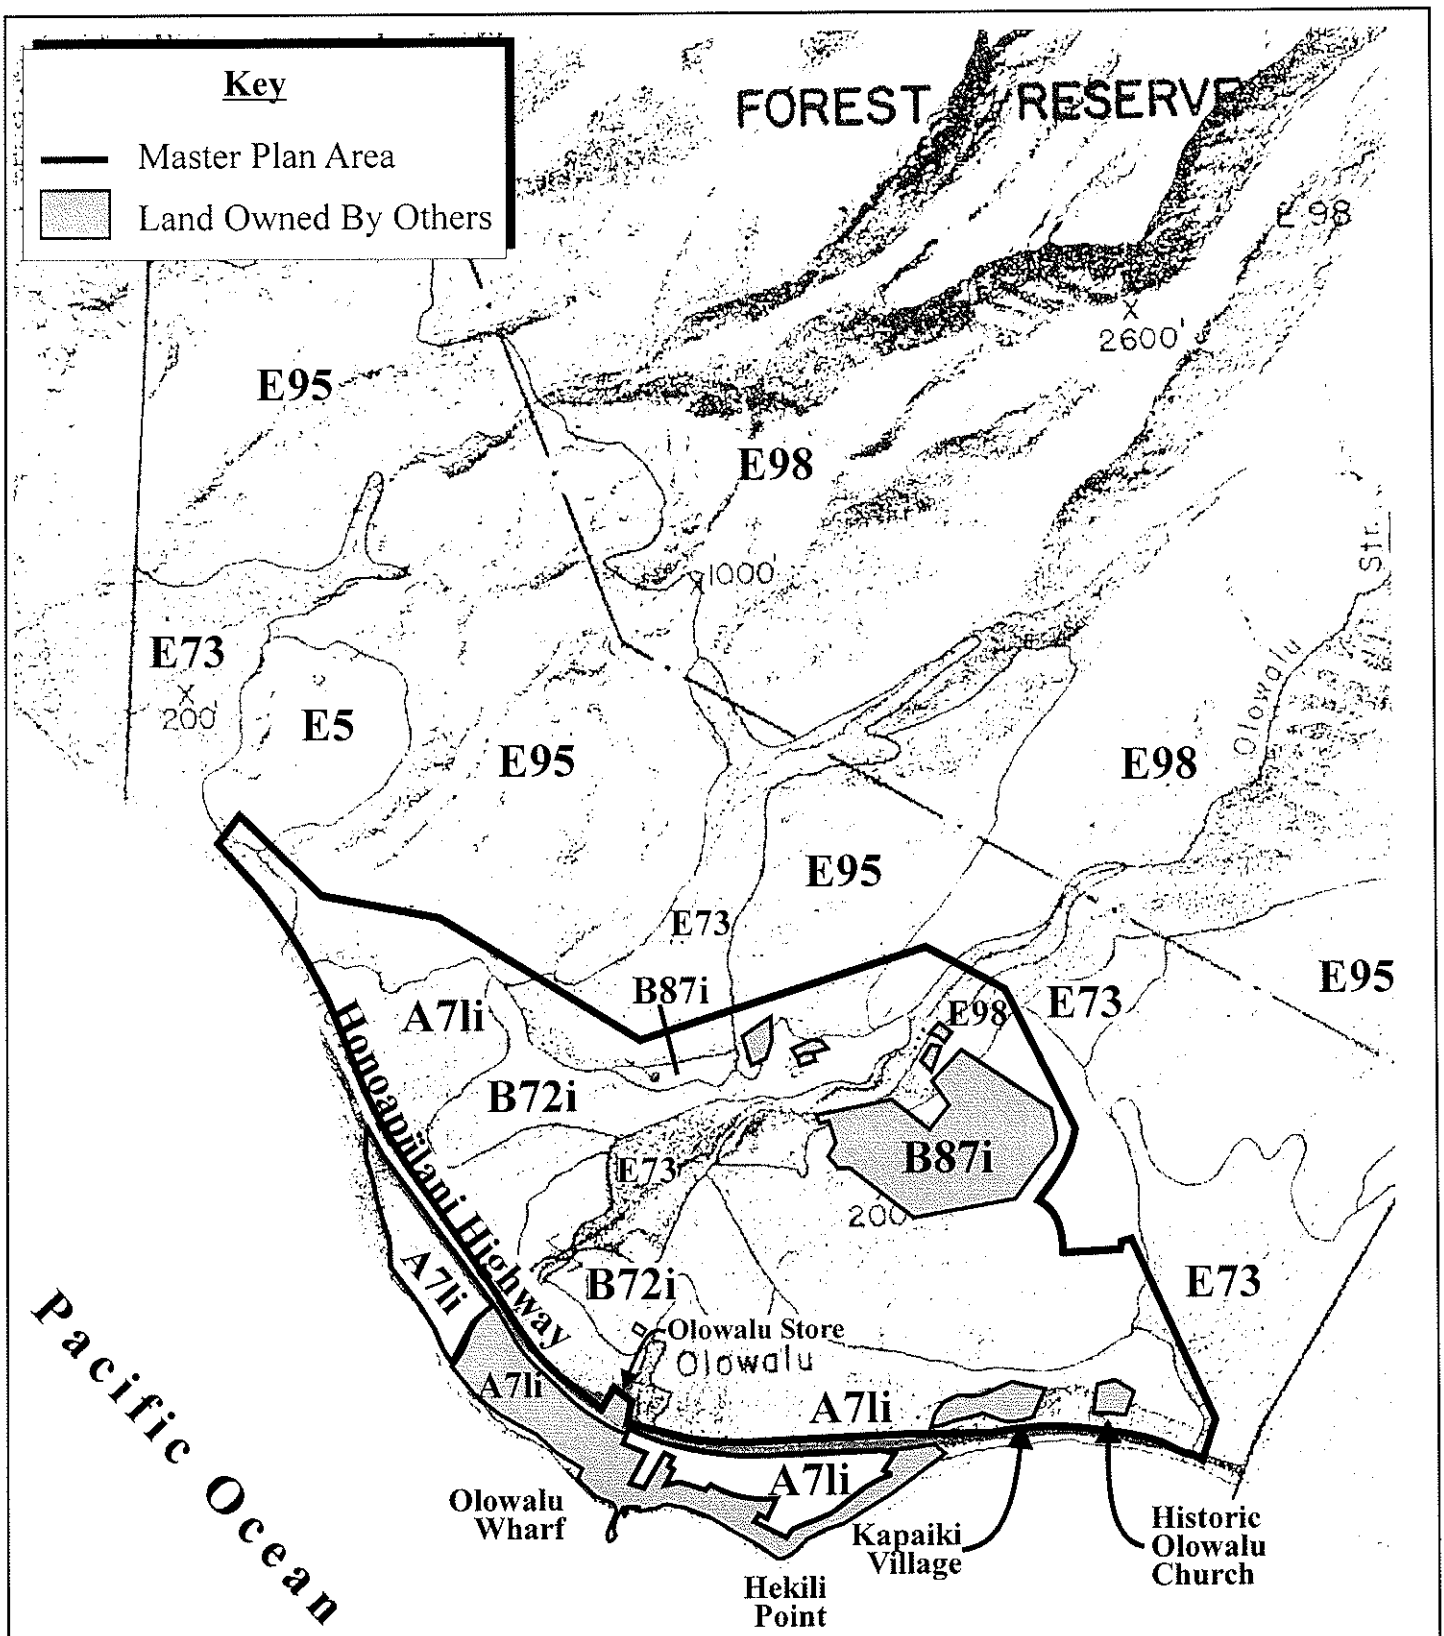 Key
Master Plan Area
Land Owned By Others
FOREST RESERVE
E 98
2600'
E95
E98
Str.
1000'
Olowalu
E73
200'
E5
E95
E98
E95
E73
E95
B87i
E73
E98
A7li
Honoapiilani Highway
B72i
B87i
E73
200
A7li
B72i
E73
Olowalu Store
Olowalu
A7li
A7li
A7li
Pacific Ocean
Olowalu
Wharf
Kapaiki
Village
Historic
Olowalu
Church
Hekili
Point